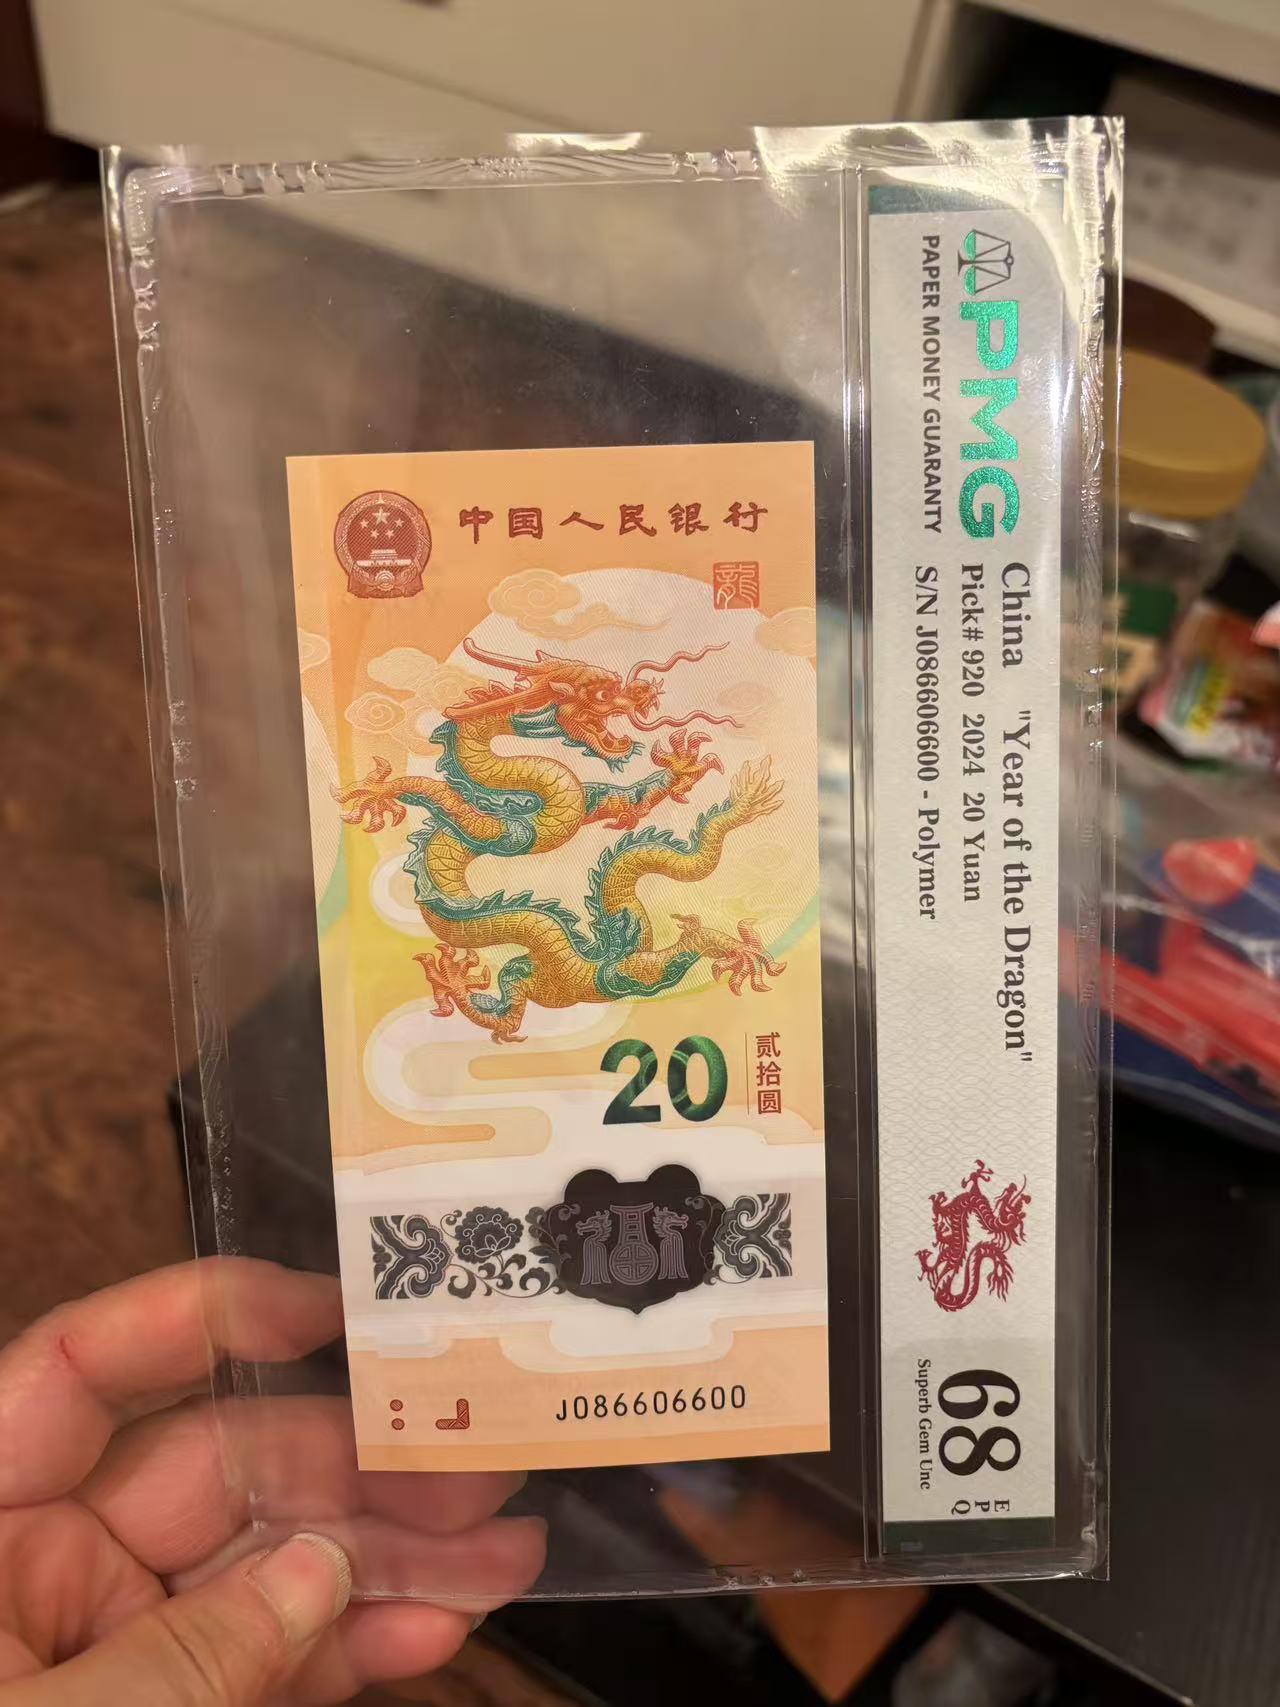 中国人民银行
龍
20
贰拾圆
J086606600
PMG
PAPER MONEY GUARANTY
China "Year of the Dragon"
Pick# 920 2024 20 Yuan
S/N J086606600 - Polymer
68
EPQ
Superb Gem Unc